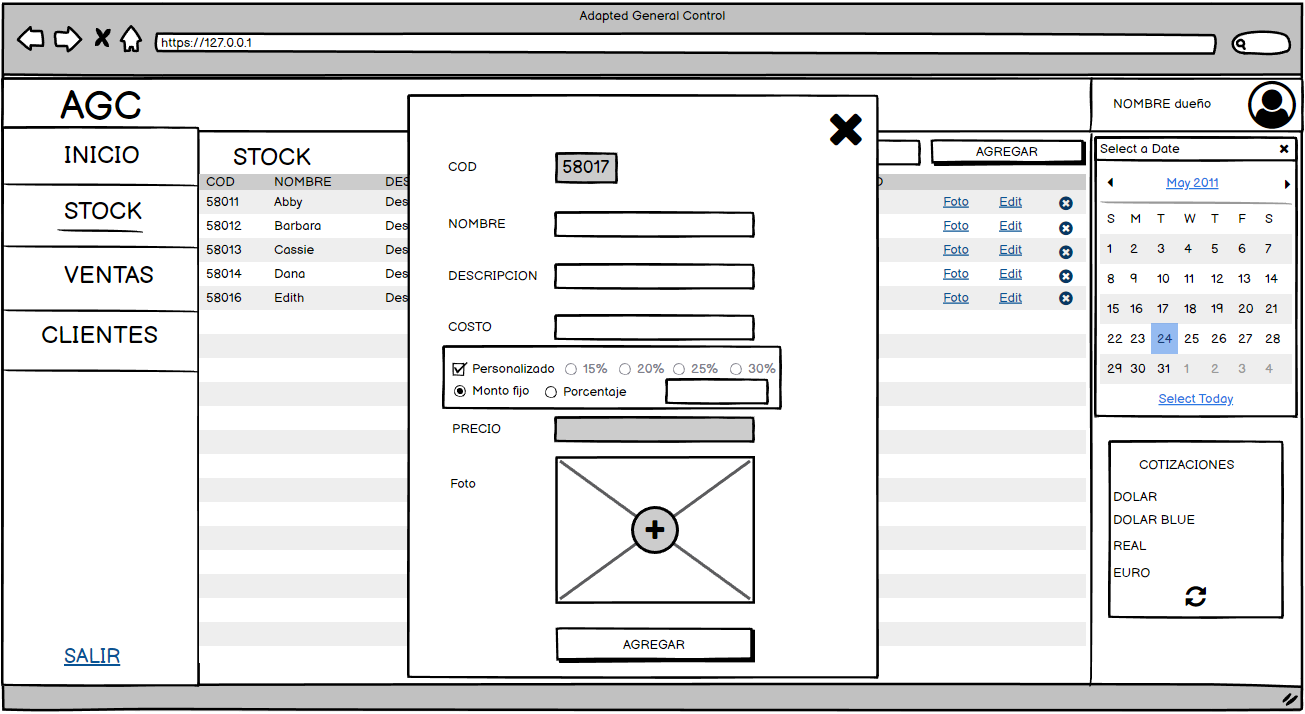 Adapted General Control
https://127.0.0.1
AGC
NOMBRE dueño
INICIO
STOCK
VENTAS
CLIENTES
SALIR
STOCK
AGREGAR
COD NOMBRE DES O
58011 Abby Des Foto Edit
58012 Barbara Des Foto Edit
58013 Cassie Des Foto Edit
58014 Dana Des Foto Edit
58016 Edith Des Foto Edit
COD 58017
NOMBRE
DESCRIPCION
COSTO
Personalizado 15% 20% 25% 30%
Monto fijo Porcentaje
PRECIO
Foto
AGREGAR
Select a Date
May 2011
S M T W T F S
1 2 3 4 5 6 7
8 9 10 11 12 13 14
15 16 17 18 19 20 21
22 23 24 25 26 27 28
29 30 31 1 2 3 4
Select Today
COTIZACIONES
DOLAR
DOLAR BLUE
REAL
EURO